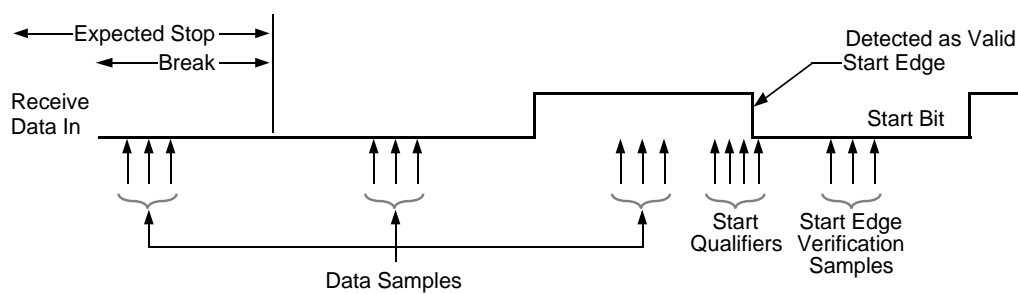 Expected Stop
Break
Detected as Valid
Start Edge
Receive
Data In
Start Bit
Start
Qualifiers
Start Edge
Verification
Samples
Data Samples